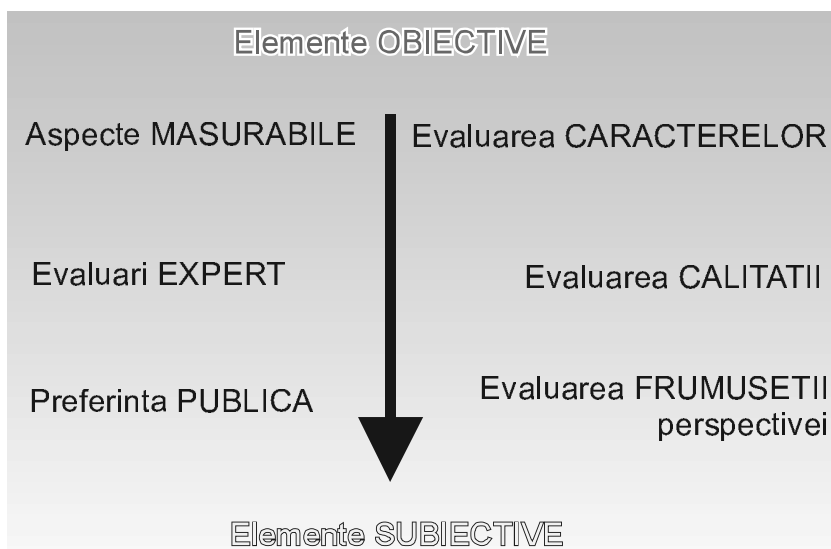 Elemente OBIECTIVE
Aspecte MASURABILE
Evaluarea CARACTERELOR
Evaluari EXPERT
Evaluarea CALITATII
Preferinta PUBLICA
Evaluarea FRUMUSETII
perspectivei
Elemente SUBIECTIVE